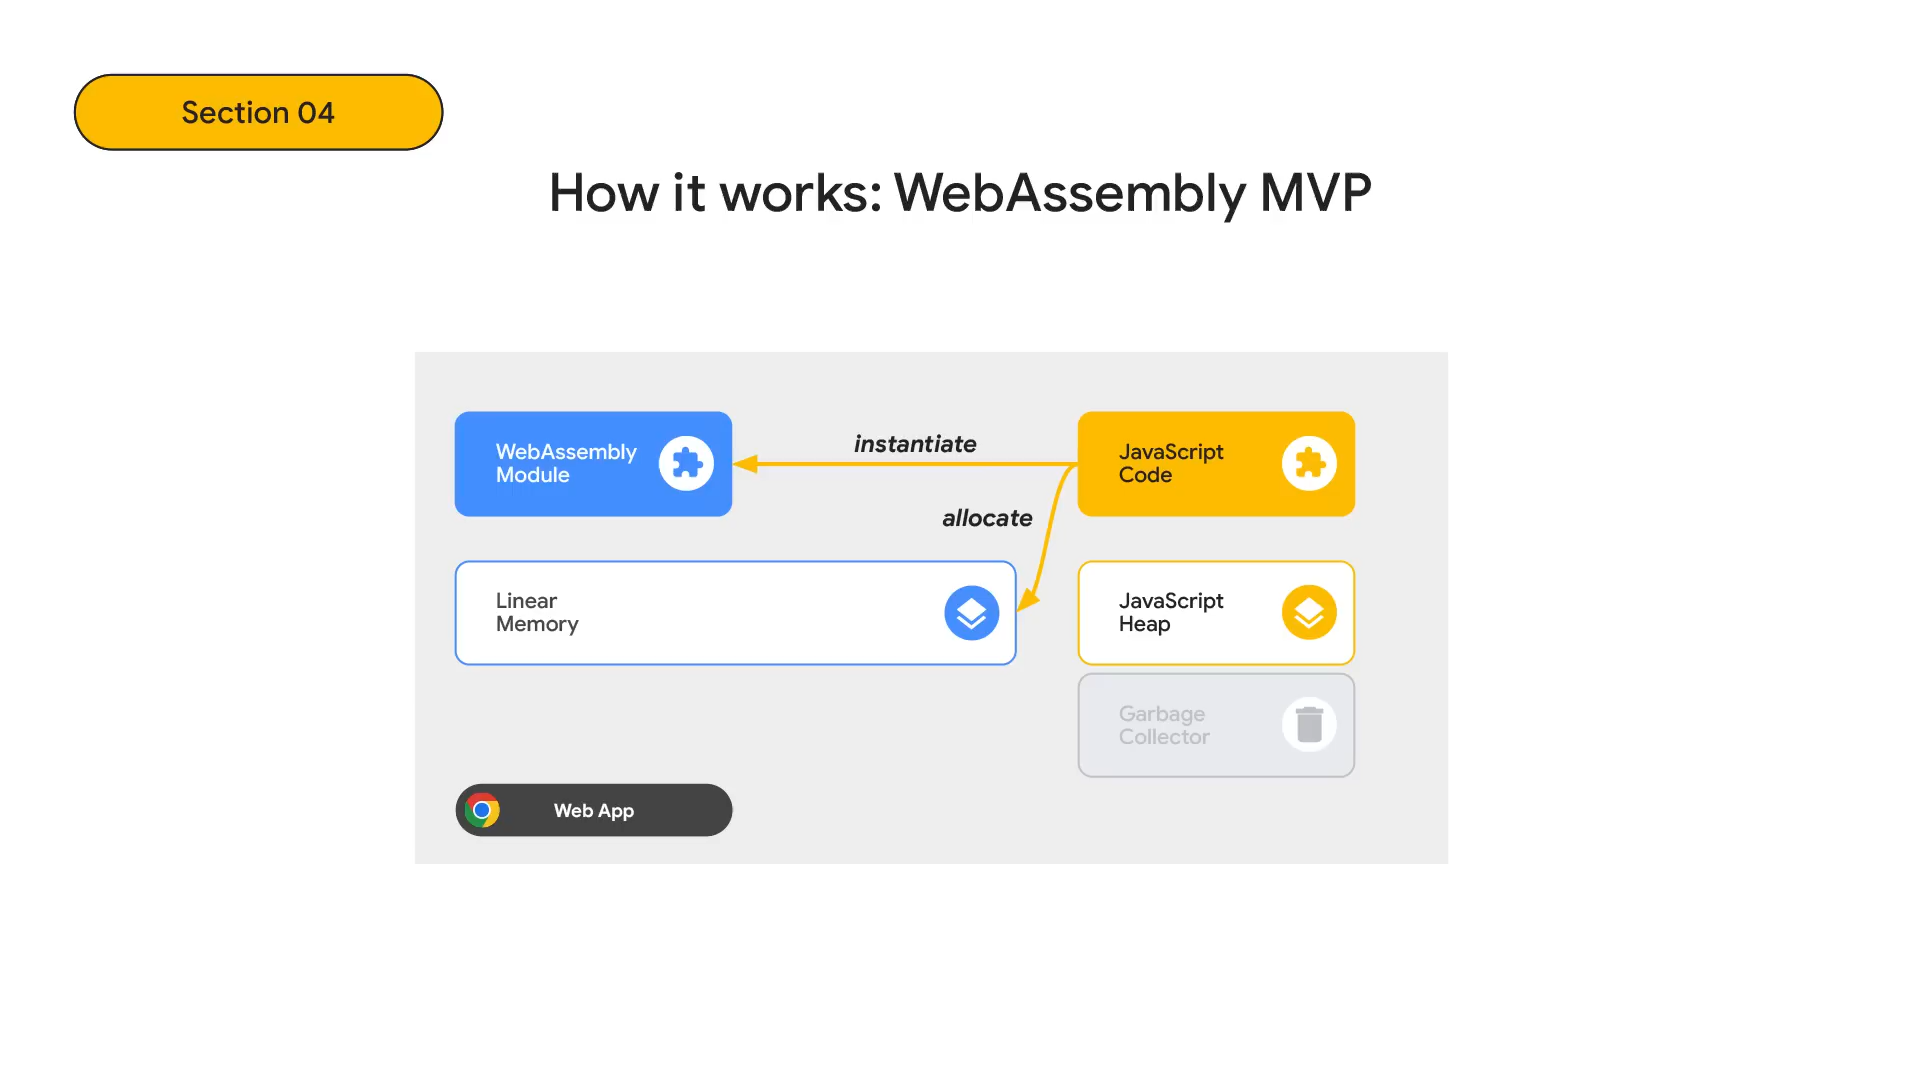 Section 04
How it works: WebAssembly MVP
WebAssembly
Module
instantiate
JavaScript
Code
allocate
Linear
Memory
JavaScript
Heap
Garbage
Collector
Web App